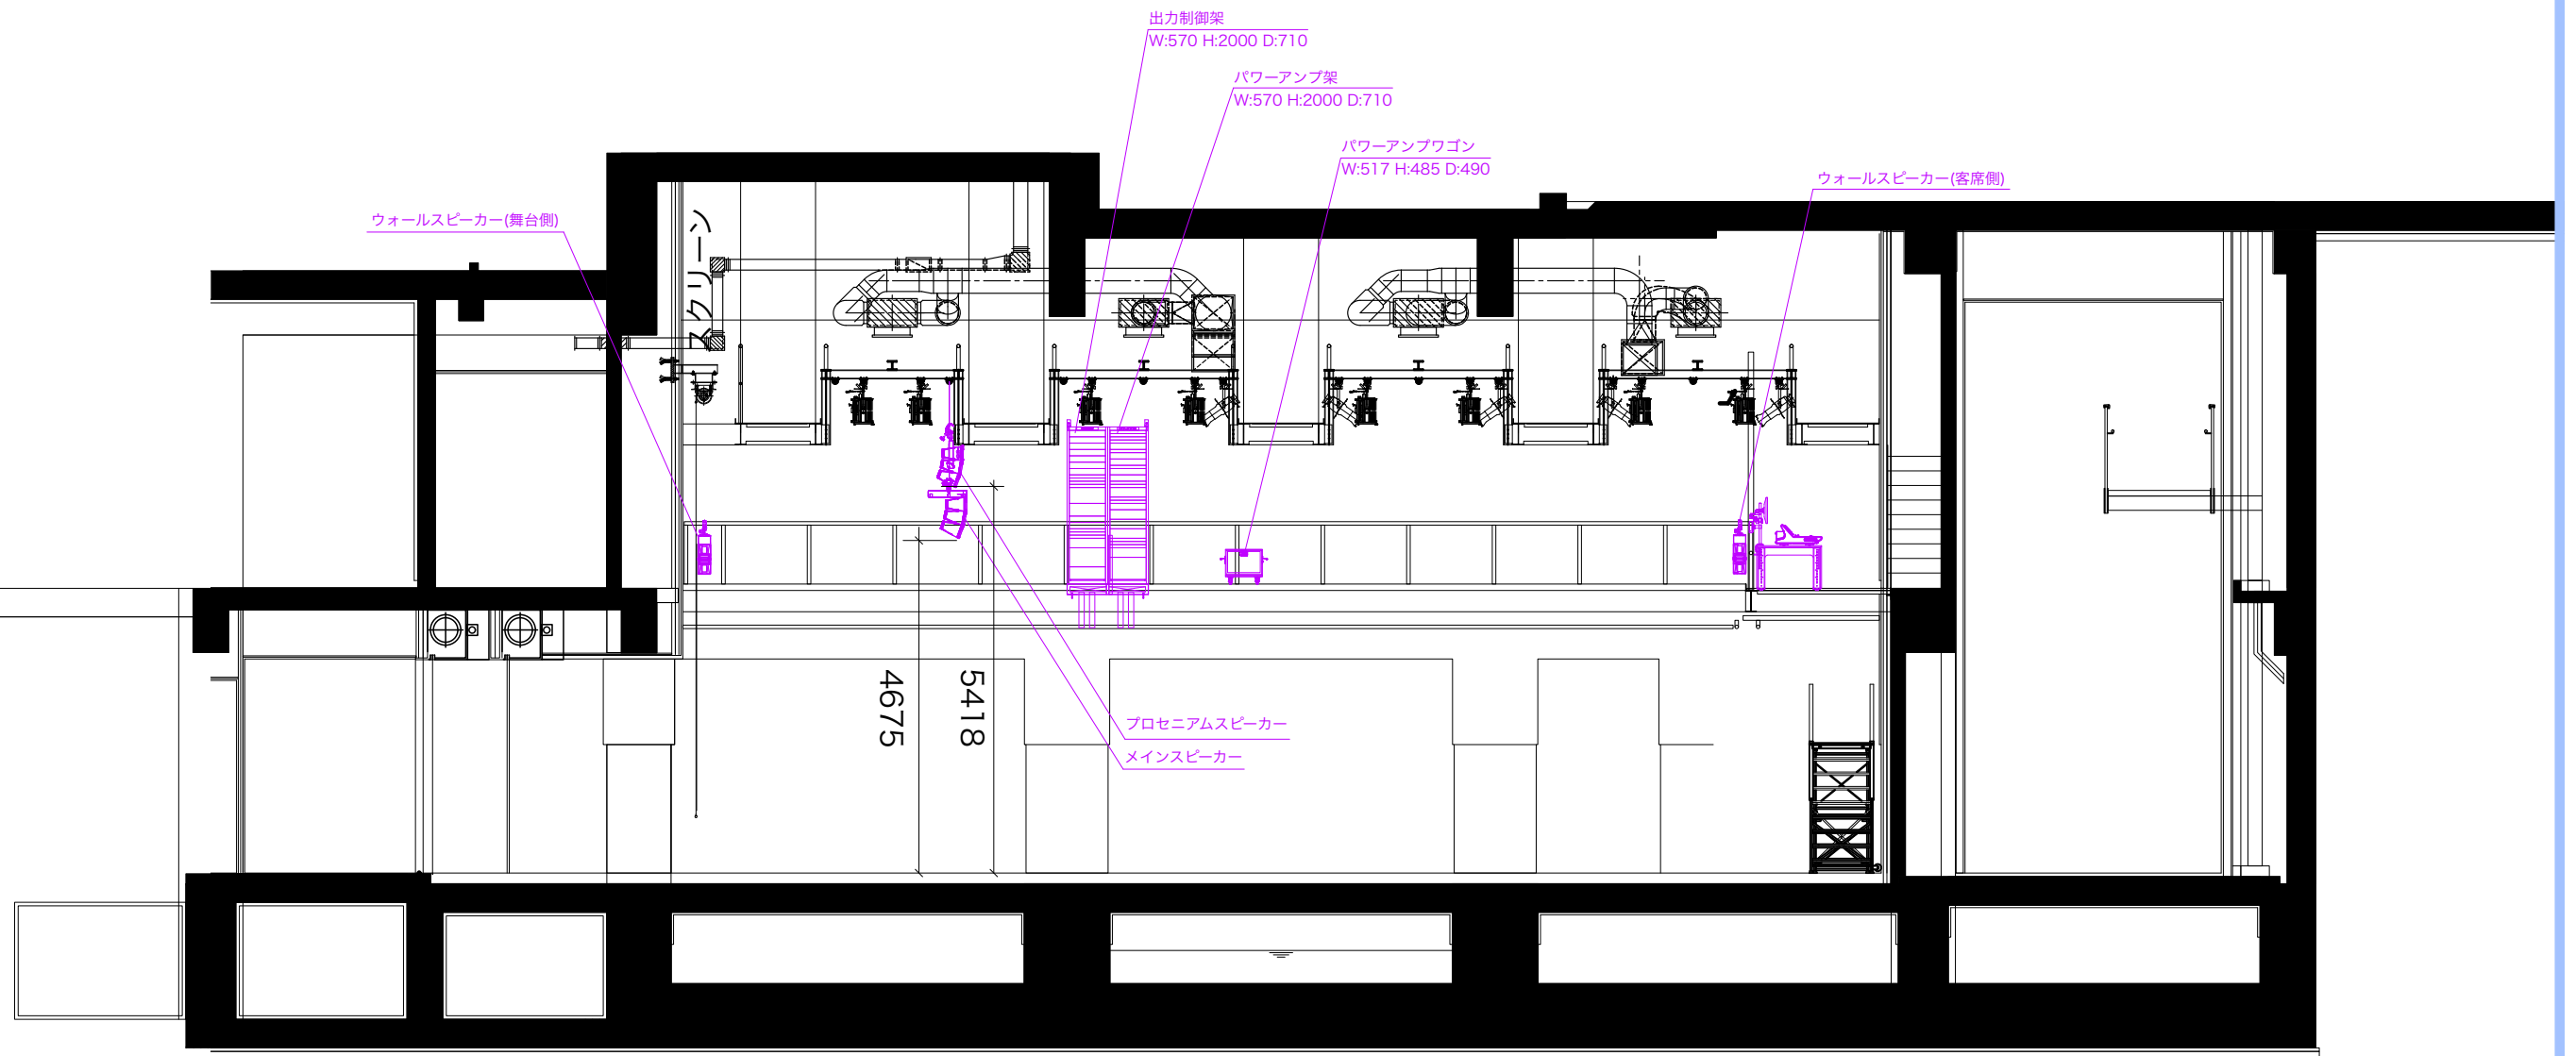 出力制御架
W:570 H:2000 D:710
パワーアンプ架
W:570 H:2000 D:710
パワーアンプワゴン
W:517 H:485 D:490
ウォールスピーカー(客席側)
ウォールスピーカー(舞台側)
スクリーン
4675
5418
プロセニアムスピーカー
メインスピーカー